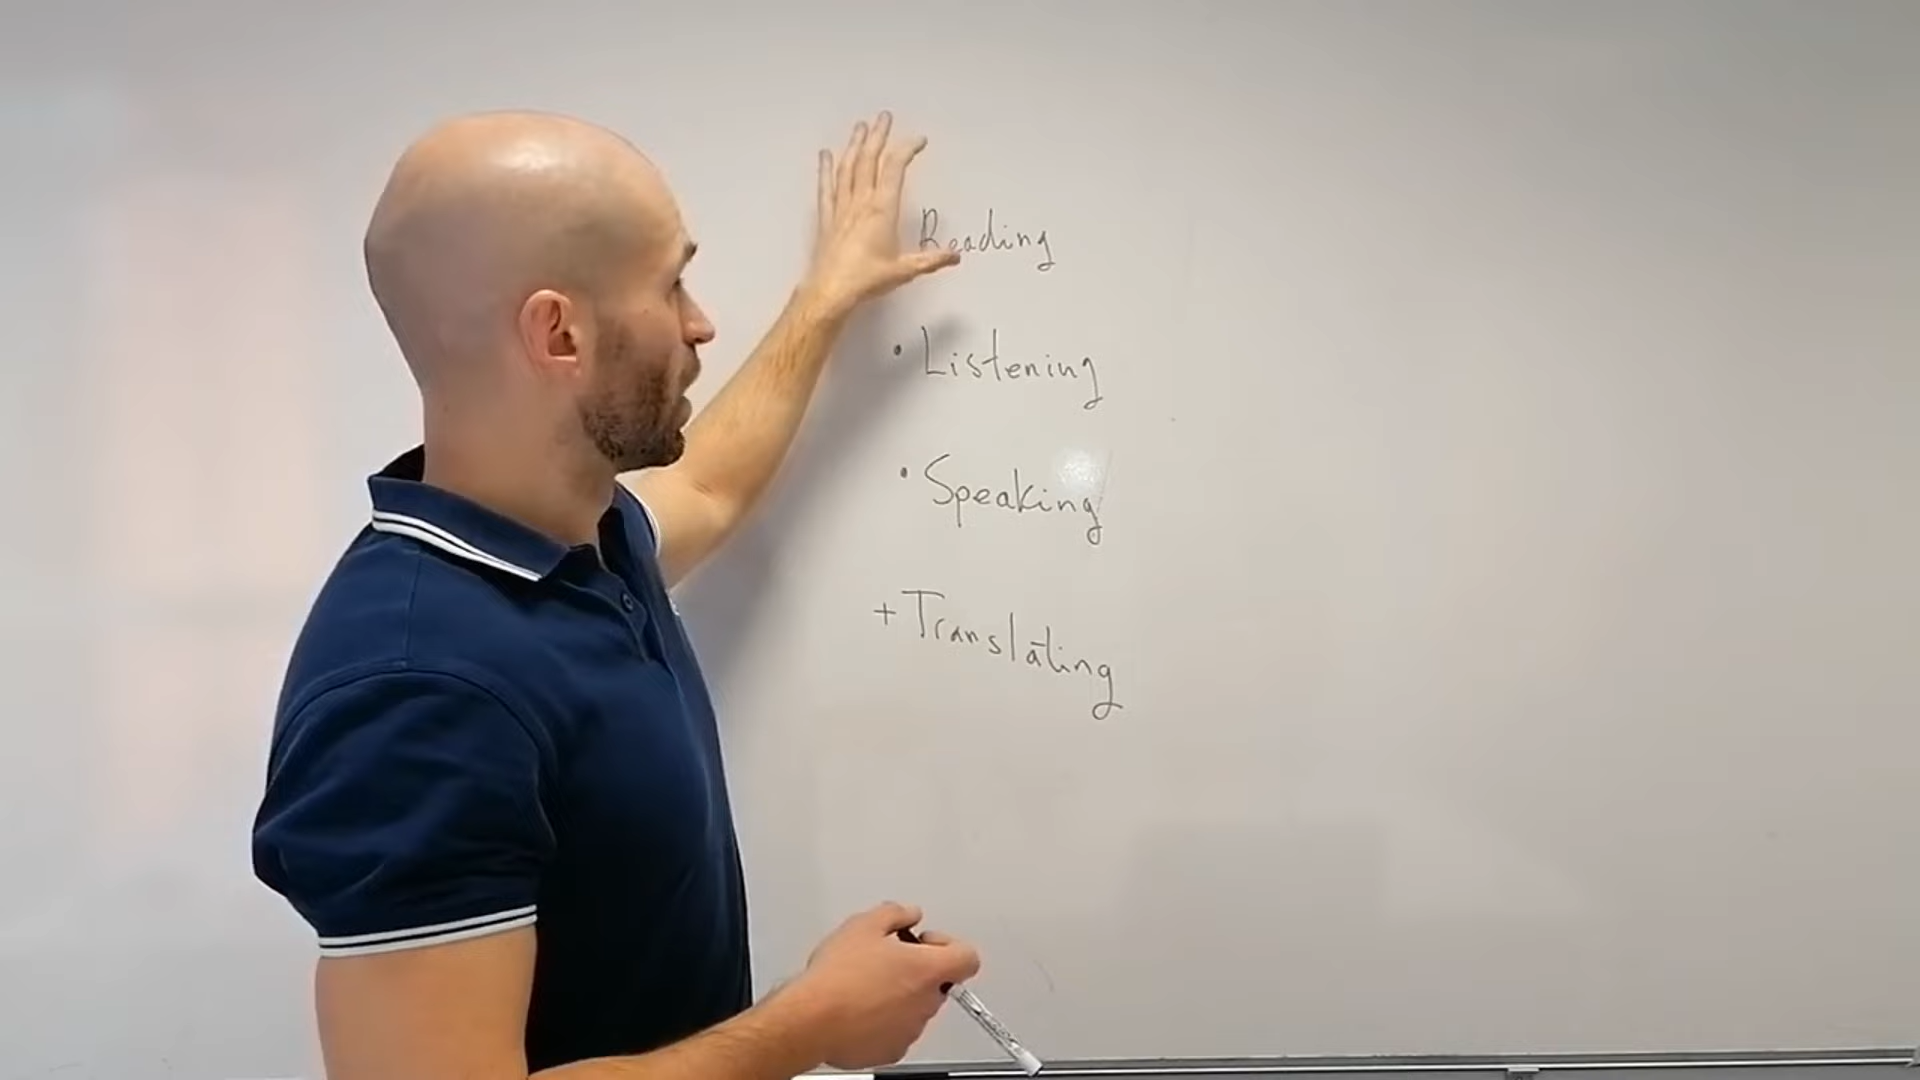 Reading
• Listening
• Speaking
+ Translating